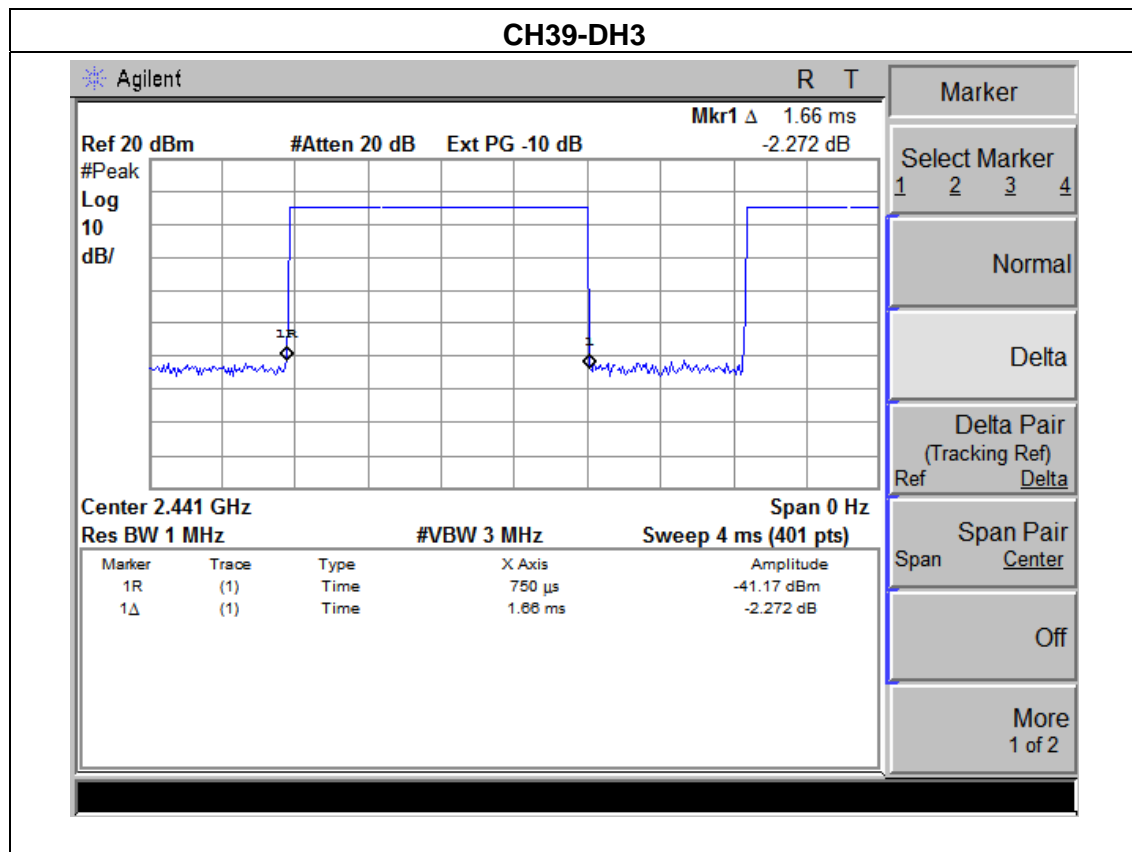 CH39-DH3
Agilent R T
Mkr1 Δ 1.66 ms
Ref 20 dBm #Atten 20 dB Ext PG -10 dB -2.272 dB
#Peak
Log
10
dB/
1R
1
Center 2.441 GHz Span 0 Hz
Res BW 1 MHz #VBW 3 MHz Sweep 4 ms (401 pts)
Marker Trace Type X Axis Amplitude
1R (1) Time 750 µs -41.17 dBm
1Δ (1) Time 1.66 ms -2.272 dB
Marker
Select Marker
1 2 3 4
Normal
Delta
Delta Pair
(Tracking Ref)
Ref Delta
Span Pair
Span Center
Off
More
1 of 2